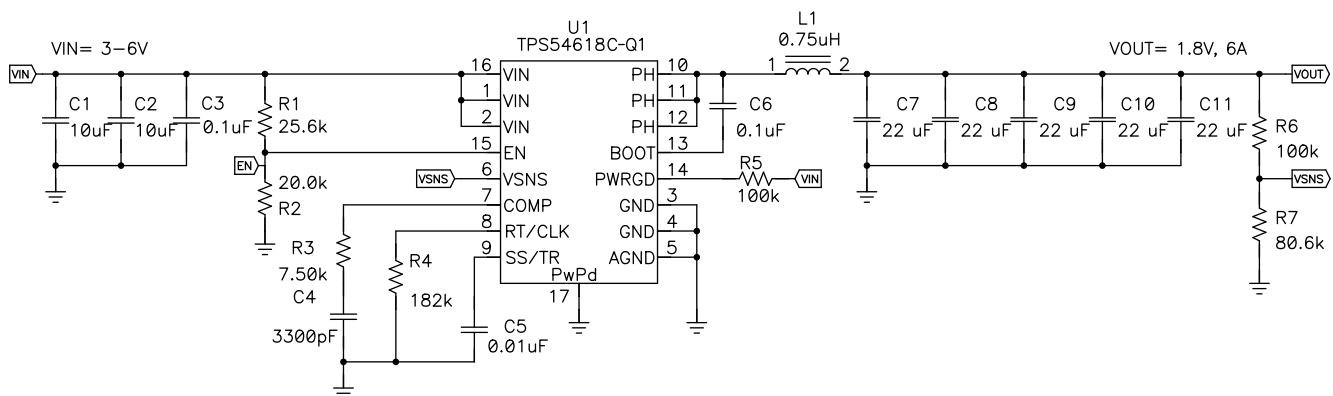 VIN= 3-6V
VIN
C1
10uF
C2
10uF
C3
0.1uF
R1
25.6k
EN
20.0k
R2
U1
TPS54618C-Q1
16 VIN
1 VIN
2 VIN
15 EN
VSNS
6 VSNS
7 COMP
8 RT/CLK
9 SS/TR
PwPd
17
PH 10
PH 11
PH 12
BOOT 13
PWRGD 14
GND 3
GND 4
AGND 5
R3
7.50k
C4
3300pF
R4
182k
C5
0.01uF
C6
0.1uF
R5
100k
VIN
L1
0.75uH
1 2
VOUT= 1.8V, 6A
VOUT
C7
22 uF
C8
22 uF
C9
22 uF
C10
22 uF
C11
22 uF
R6
100k
VSNS
R7
80.6k